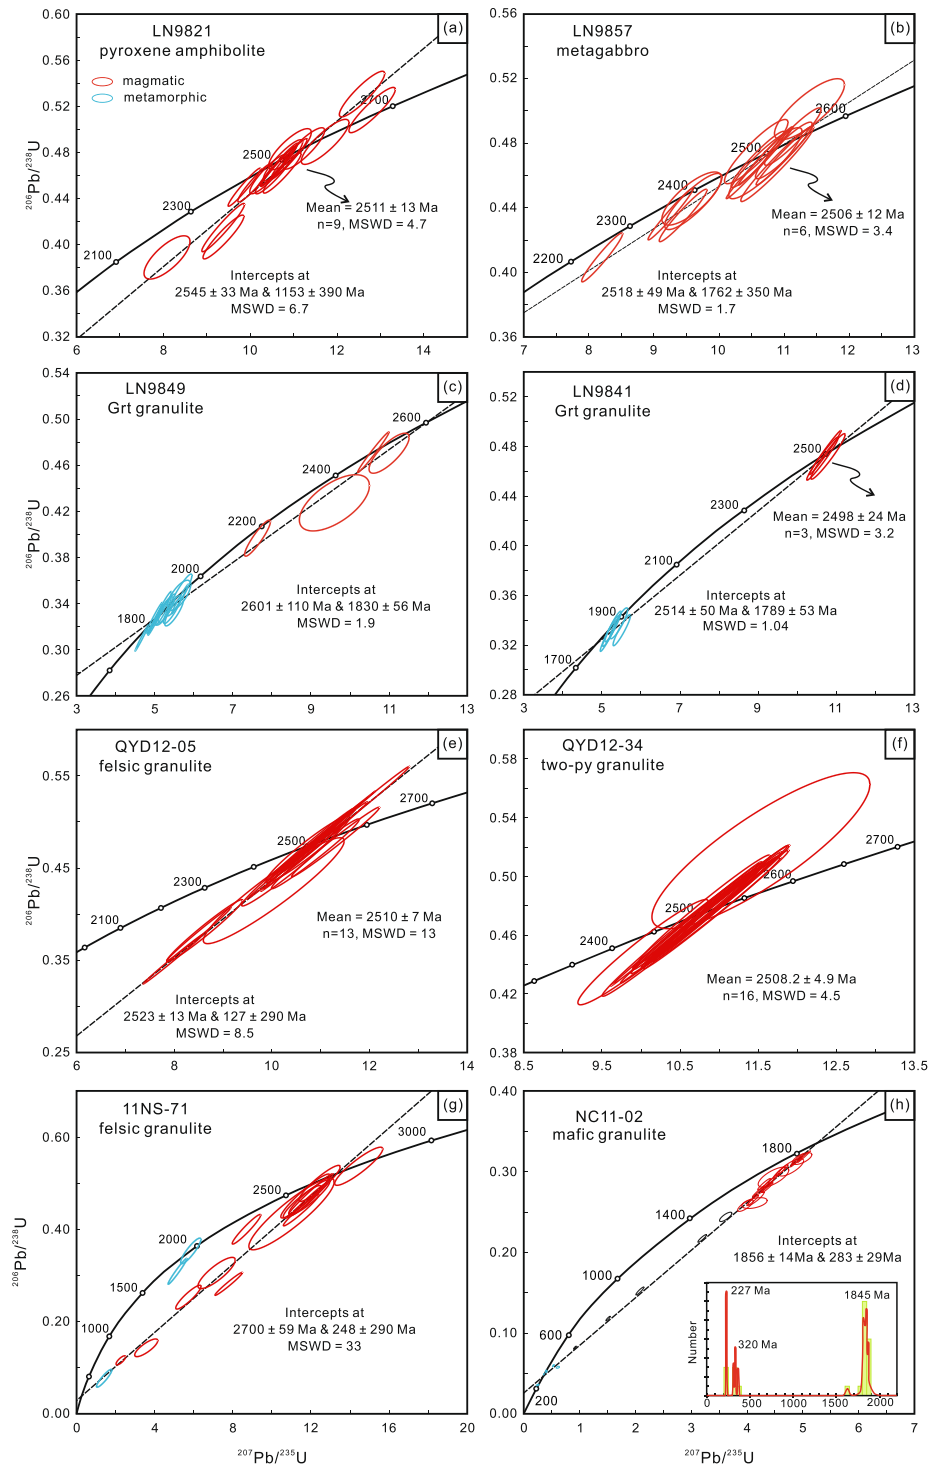 (a)
LN9821
pyroxene amphibolite
magmatic
metamorphic
2100
2300
2500
2700
Mean = 2511 ± 13 Ma
n=9, MSWD = 4.7
Intercepts at
2545 ± 33 Ma & 1153 ± 390 Ma
MSWD = 6.7
0.60
0.56
0.52
0.48
0.44
0.40
0.36
0.32
6
8
10
12
14
206Pb/238U
(b)
LN9857
metagabbro
2200
2300
2400
2500
2600
Mean = 2506 ± 12 Ma
n=6, MSWD = 3.4
Intercepts at
2518 ± 49 Ma & 1762 ± 350 Ma
MSWD = 1.7
0.56
0.52
0.48
0.44
0.40
0.36
7
8
9
10
11
12
13
(c)
LN9849
Grt granulite
1800
2000
2200
2400
2600
Intercepts at
2601 ± 110 Ma & 1830 ± 56 Ma
MSWD = 1.9
0.54
0.50
0.46
0.42
0.38
0.34
0.30
0.26
3
5
7
9
11
13
206Pb/238U
(d)
LN9841
Grt granulite
1700
1900
2100
2300
2500
Mean = 2498 ± 24 Ma
n=3, MSWD = 3.2
Intercepts at
2514 ± 50 Ma & 1789 ± 53 Ma
MSWD = 1.04
0.52
0.48
0.44
0.40
0.36
0.32
0.28
3
5
7
9
11
13
(e)
QYD12-05
felsic granulite
2100
2300
2500
2700
Mean = 2510 ± 7 Ma
n=13, MSWD = 13
Intercepts at
2523 ± 13 Ma & 127 ± 290 Ma
MSWD = 8.5
0.55
0.45
0.35
0.25
6
8
10
12
14
206Pb/238U
(f)
QYD12-34
two-py granulite
2400
2500
2600
2700
Mean = 2508.2 ± 4.9 Ma
n=16, MSWD = 4.5
0.58
0.54
0.50
0.46
0.42
0.38
8.5
9.5
10.5
11.5
12.5
13.5
(g)
11NS-71
felsic granulite
1000
1500
2000
2500
3000
Intercepts at
2700 ± 59 Ma & 248 ± 290 Ma
MSWD = 33
0.60
0.40
0.20
0.00
0
4
8
12
16
20
206Pb/238U
207Pb/235U
(h)
NC11-02
mafic granulite
200
600
1000
1400
1800
Intercepts at
1856 ± 14Ma & 283 ± 29Ma
227 Ma
320 Ma
1845 Ma
Number
0
500
1000
1500
2000
0.40
0.30
0.20
0.10
0.00
0
1
2
3
4
5
6
7
207Pb/235U